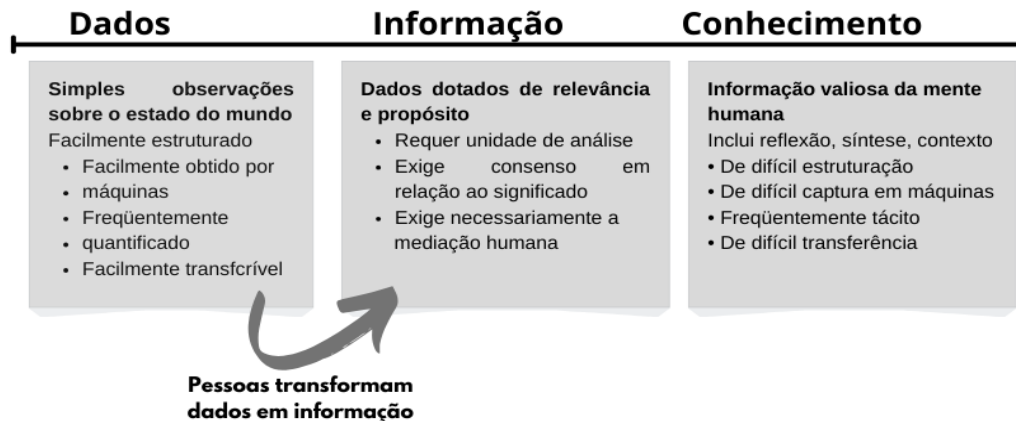 Dados
Informação
Conhecimento
Simples observações
sobre o estado do mundo
Facilmente estruturado
• Facilmente obtido por
• máquinas
• Freqüentemente
• quantificado
• Facilmente transfcrível
Dados dotados de relevância
e propósito
• Requer unidade de análise
• Exige consenso em
relação ao significado
• Exige necessariamente a
mediação humana
Informação valiosa da mente
humana
Inclui reflexão, síntese, contexto
• De difícil estruturação
• De difícil captura em máquinas
• Freqüentemente tácito
• De difícil transferência
Pessoas transformam
dados em informação